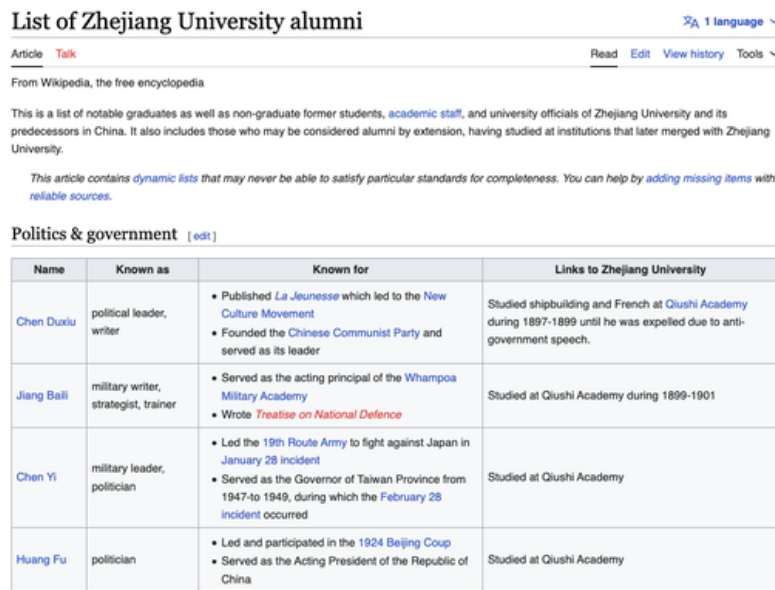 List of Zhejiang University alumni
1 language
Article Talk
Read Edit View history Tools
From Wikipedia, the free encyclopedia
This is a list of notable graduates as well as non-graduate former students, academic staff, and university officials of Zhejiang University and its
predecessors in China. It also includes those who may be considered alumni by extension, having studied at institutions that later merged with Zhejiang
University.
This article contains dynamic lists that may never be able to satisfy particular standards for completeness. You can help by adding missing items with
reliable sources.
Politics & government [ edit ]
Name Known as Known for Links to Zhejiang University
Chen Duxiu
political leader,
writer
• Published La Jeunesse which led to the New
Culture Movement
• Founded the Chinese Communist Party and
served as its leader
Studied shipbuilding and French at Qiushi Academy
during 1897-1899 until he was expelled due to anti-
government speech.
Jiang Baili
military writer,
strategist, trainer
• Served as the acting principal of the Whampoa
Military Academy
• Wrote Treatise on National Defence
Studied at Qiushi Academy during 1899-1901
Chen Yi
military leader,
politician
• Led the 19th Route Army to fight against Japan in
January 28 incident
• Served as the Governor of Taiwan Province from
1947-to 1949, during which the February 28
incident occurred
Studied at Qiushi Academy
Huang Fu
politician
• Led and participated in the 1924 Beijing Coup
• Served as the Acting President of the Republic of
China
Studied at Qiushi Academy